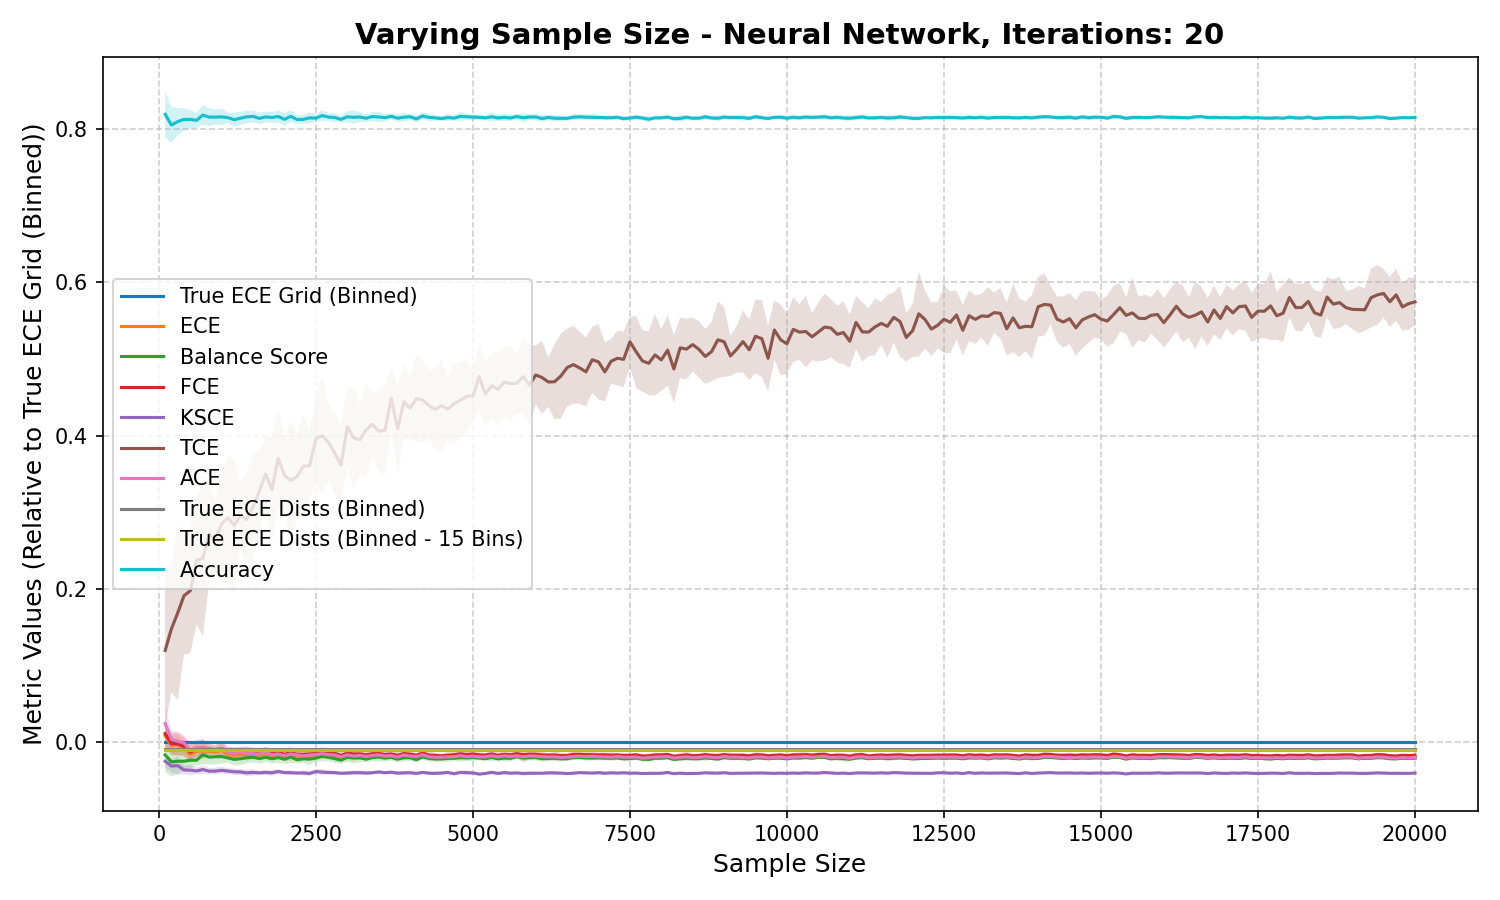 Varying Sample Size - Neural Network, Iterations: 20
Metric Values (Relative to True ECE Grid (Binned))
0.8
0.6
0.4
0.2
0.0
True ECE Grid (Binned)
ECE
Balance Score
FCE
KSCE
TCE
ACE
True ECE Dists (Binned)
True ECE Dists (Binned - 15 Bins)
Accuracy
0
2500
5000
7500
10000
12500
15000
17500
20000
Sample Size